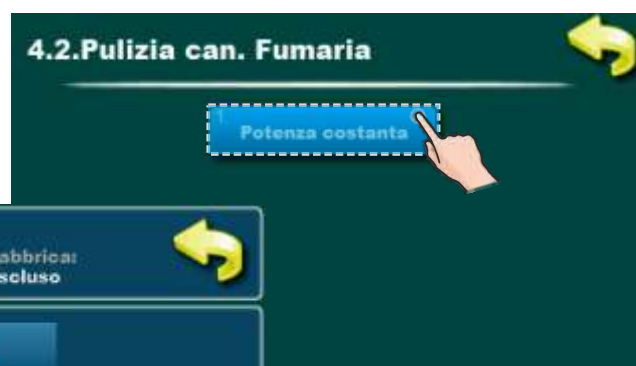 4.2.Pulizia can. Fumaria
1.
Potenza costanta
abbrica:
scluso